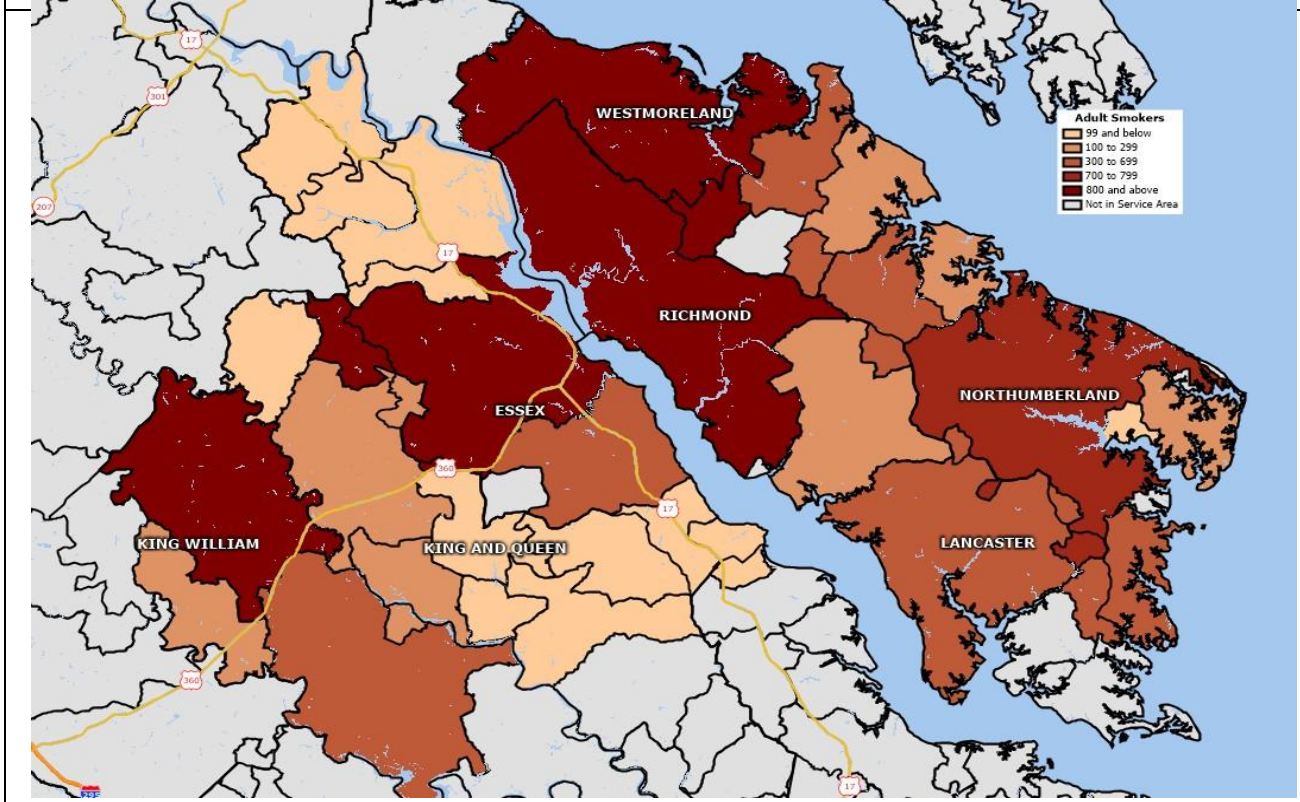 17
301
207
WESTMORELAND
Adult Smokers
99 and below
100 to 299
300 to 699
700 to 799
800 and above
Not in Service Area
17
RICHMOND
NORTHUMBERLAND
ESSEX
360
17
KING WILLIAM
KING AND QUEEN
LANCASTER
360
295
17